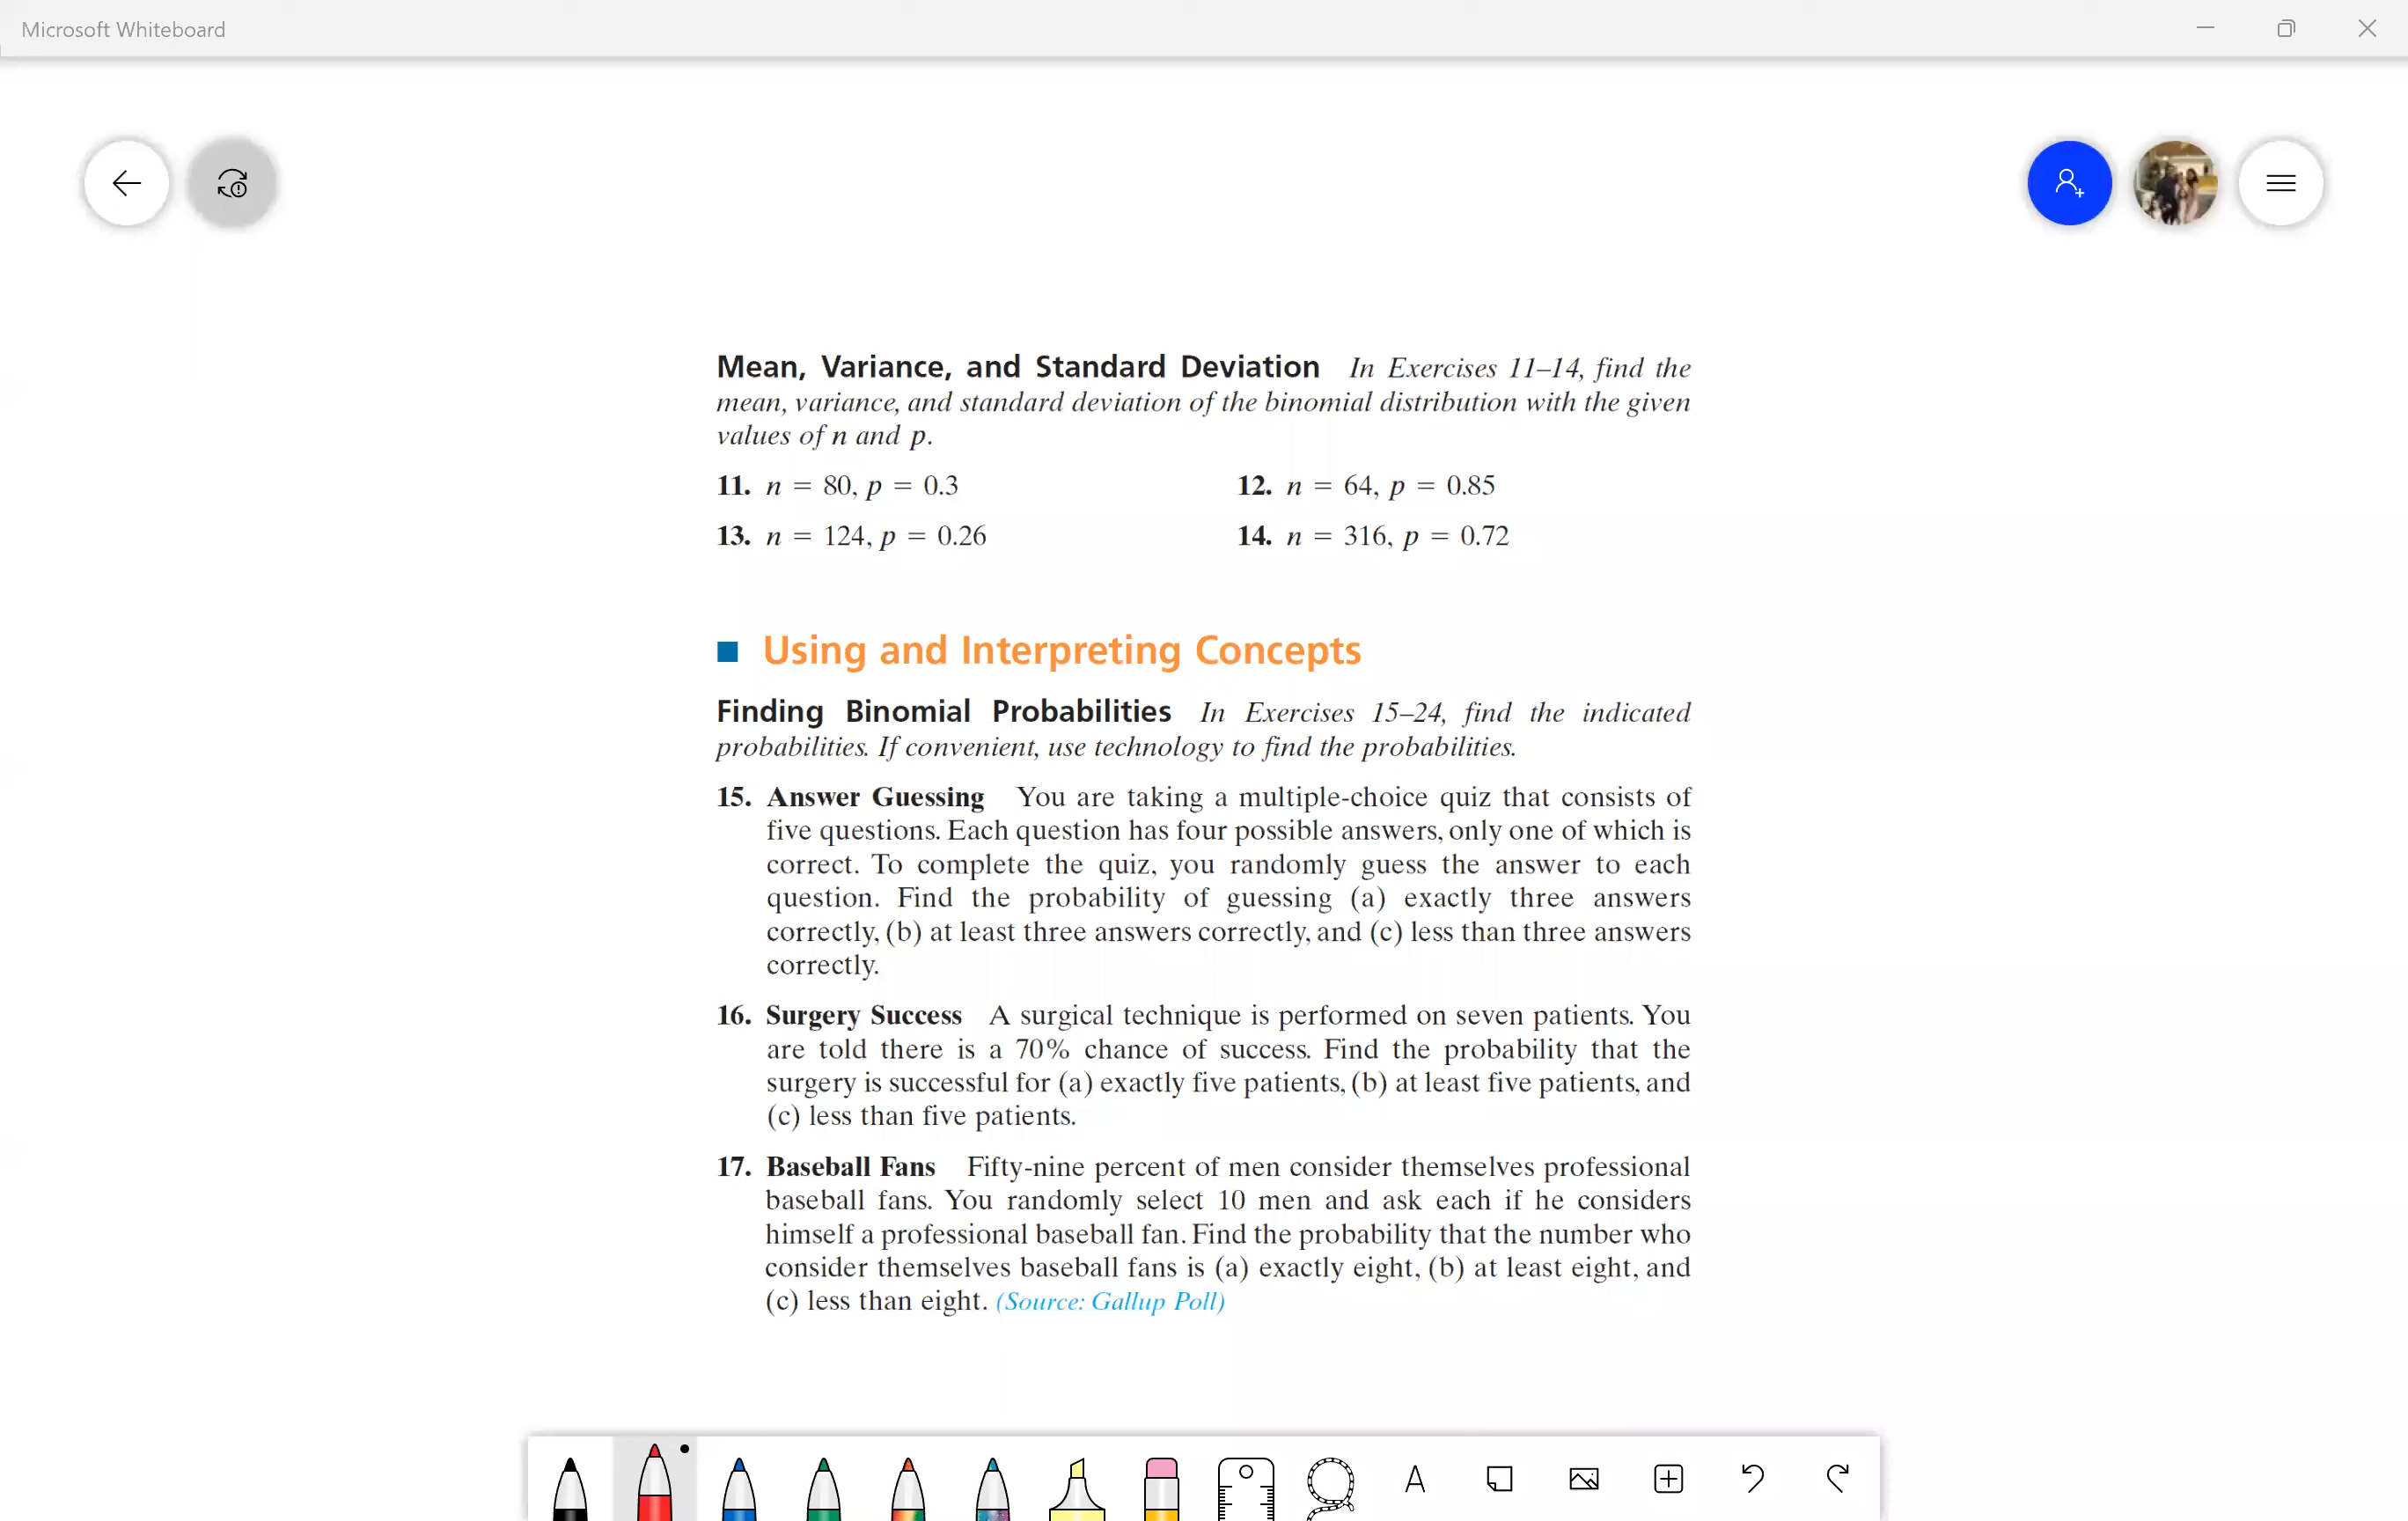 Microsoft Whiteboard
Mean, Variance, and Standard Deviation In Exercises 11–14, find the
mean, variance, and standard deviation of the binomial distribution with the given
values of n and p.
11. n = 80, p = 0.3
12. n = 64, p = 0.85
13. n = 124, p = 0.26
14. n = 316, p = 0.72
Using and Interpreting Concepts
Finding Binomial Probabilities In Exercises 15–24, find the indicated
probabilities. If convenient, use technology to find the probabilities.
15. Answer Guessing You are taking a multiple-choice quiz that consists of
five questions. Each question has four possible answers, only one of which is
correct. To complete the quiz, you randomly guess the answer to each
question. Find the probability of guessing (a) exactly three answers
correctly, (b) at least three answers correctly, and (c) less than three answers
correctly.
16. Surgery Success A surgical technique is performed on seven patients. You
are told there is a 70% chance of success. Find the probability that the
surgery is successful for (a) exactly five patients, (b) at least five patients, and
(c) less than five patients.
17. Baseball Fans Fifty-nine percent of men consider themselves professional
baseball fans. You randomly select 10 men and ask each if he considers
himself a professional baseball fan. Find the probability that the number who
consider themselves baseball fans is (a) exactly eight, (b) at least eight, and
(c) less than eight. (Source: Gallup Poll)